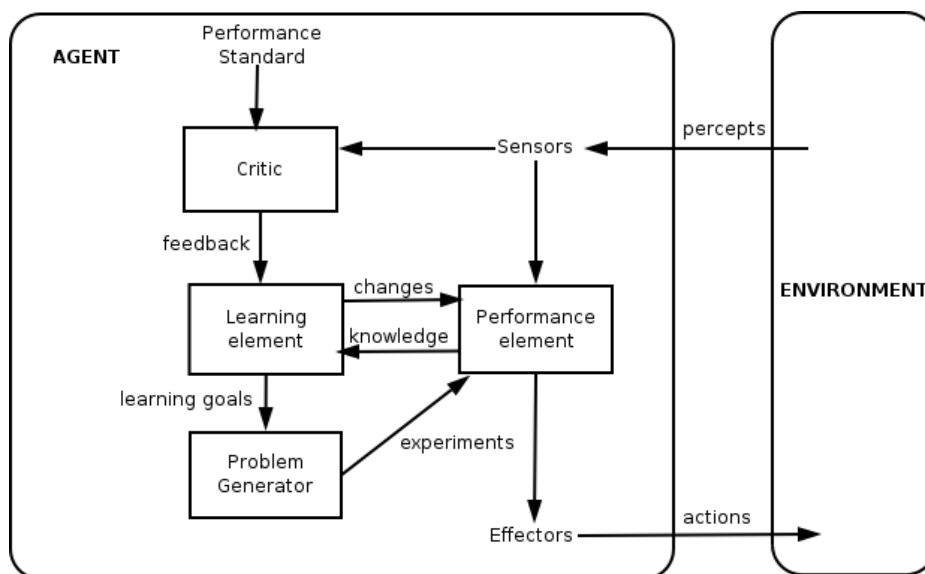 Performance
Standard
AGENT
percepts
Sensors
Critic
feedback
changes
ENVIRONMENT
Learning
element
Performance
element
knowledge
learning goals
experiments
Problem
Generator
actions
Effectors